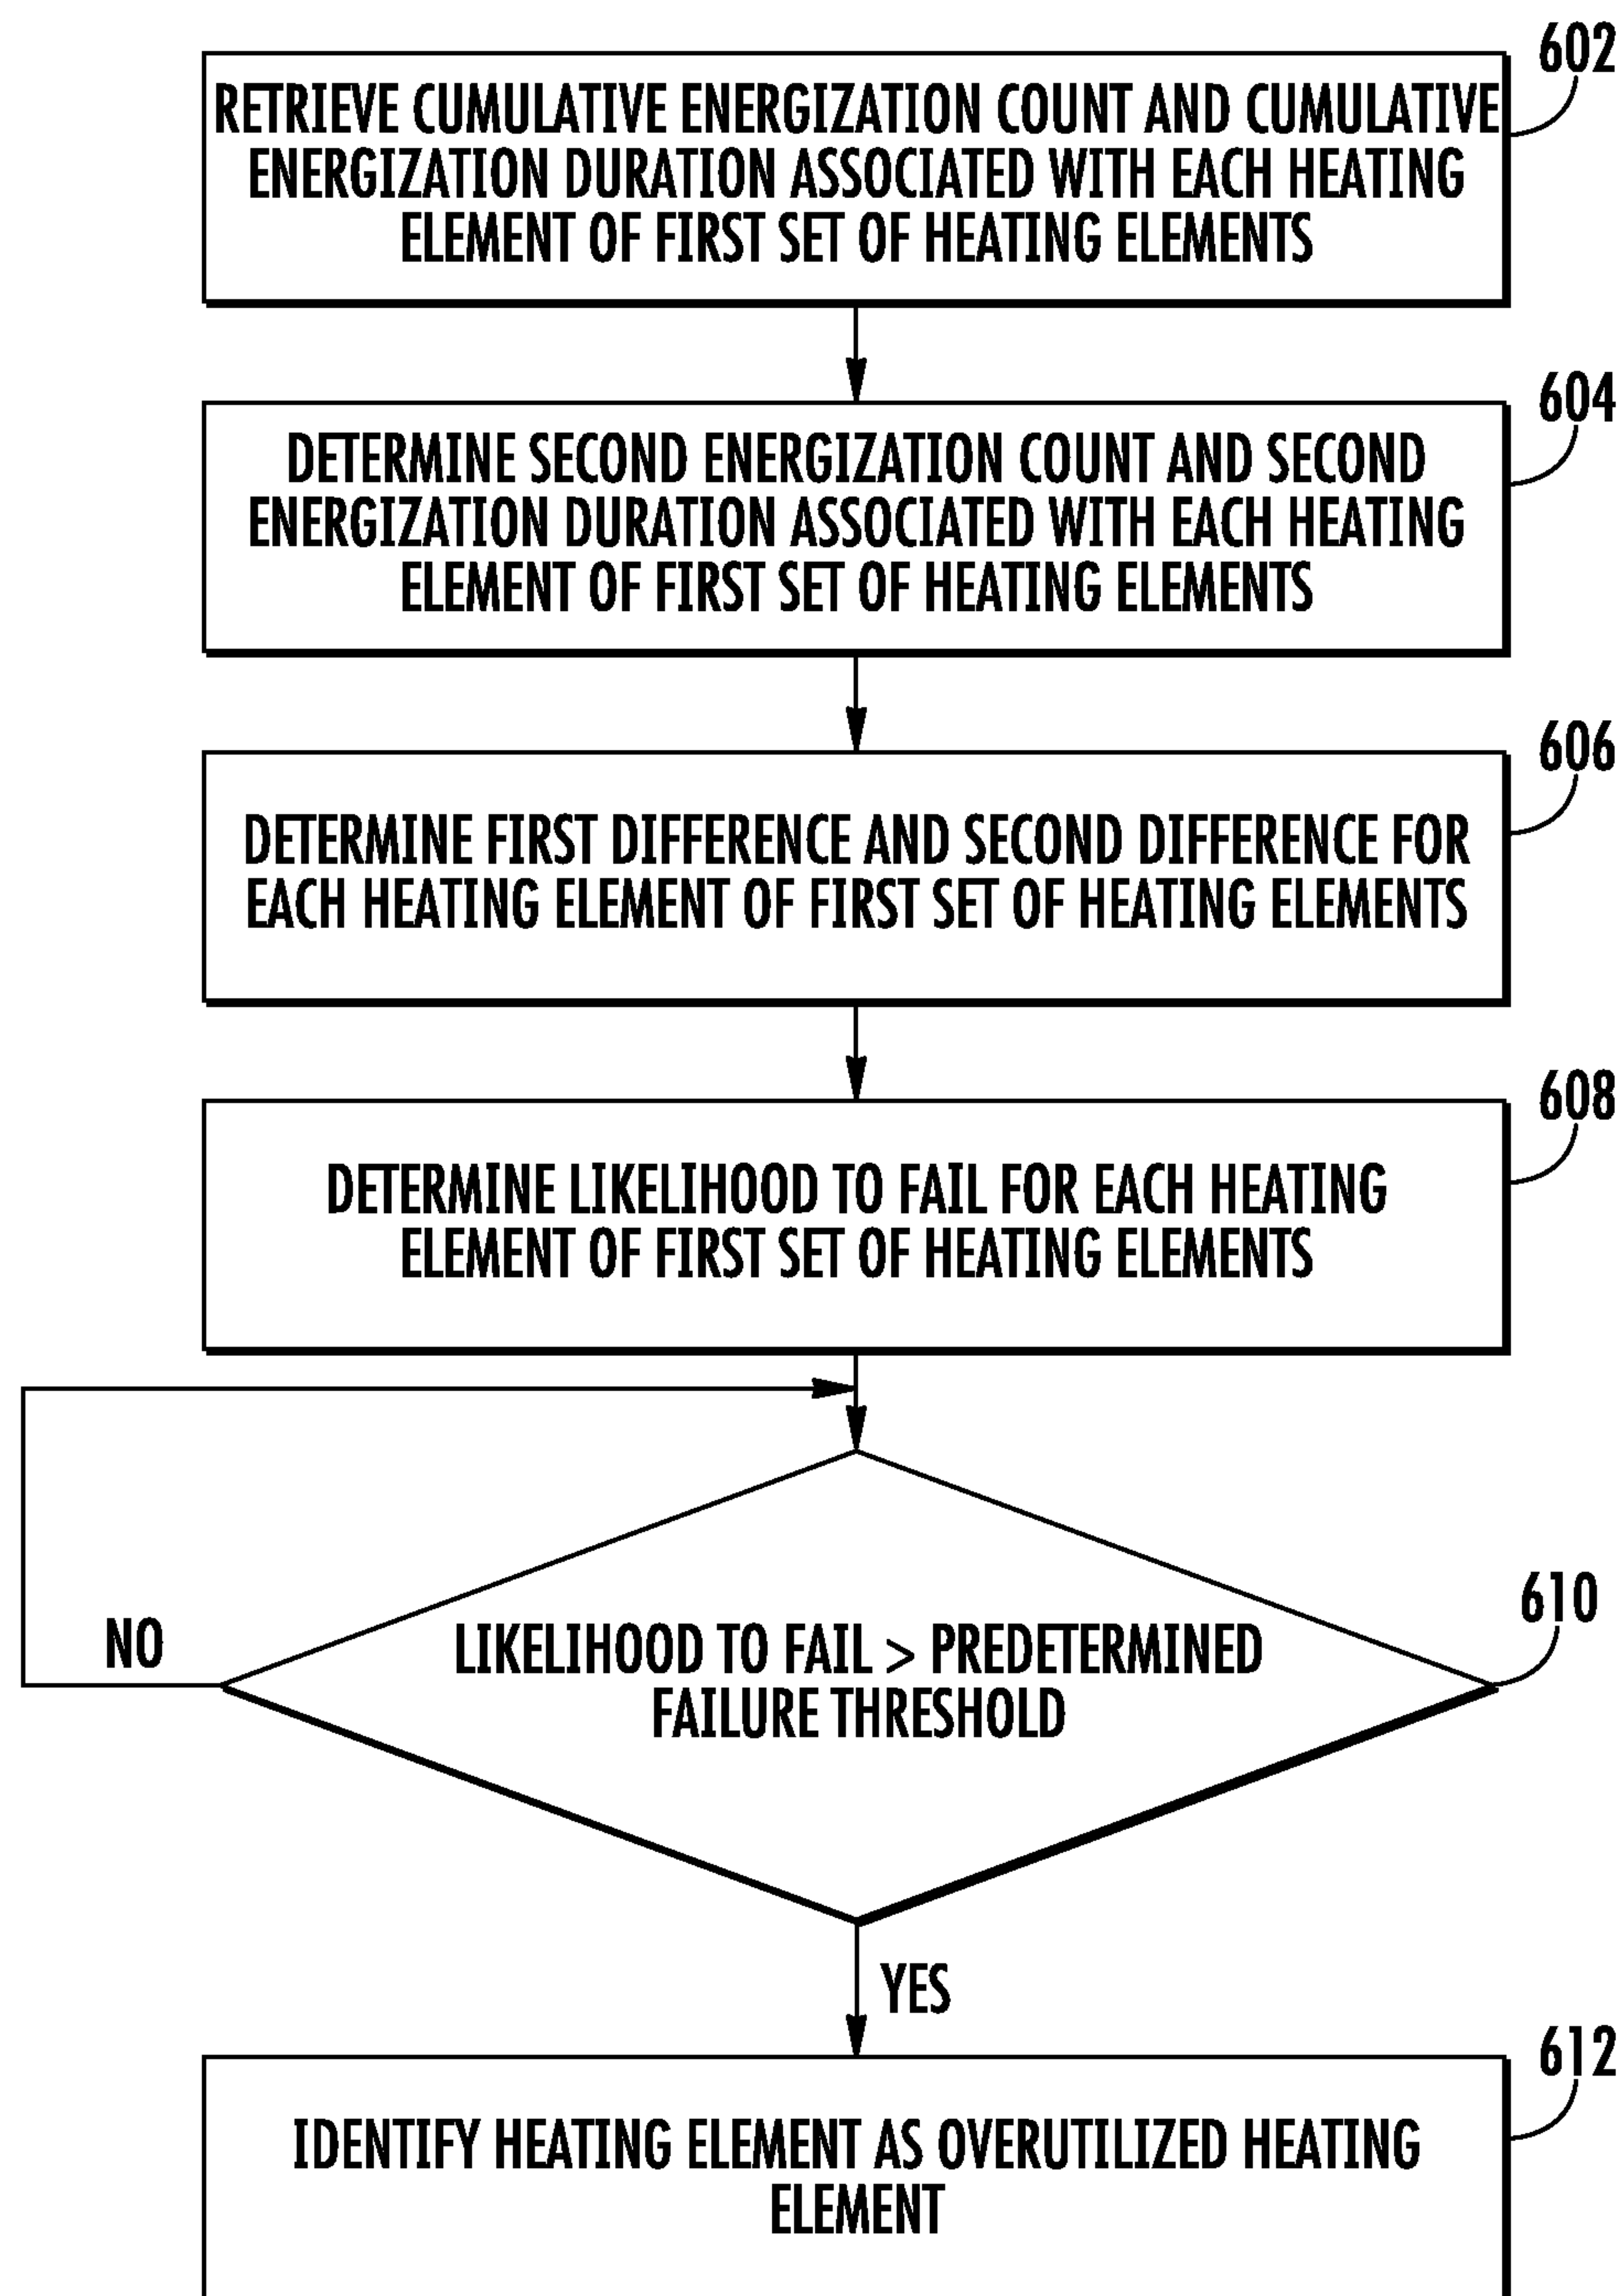 602
RETRIEVE CUMULATIVE ENERGIZATION COUNT AND CUMULATIVE
ENERGIZATION DURATION ASSOCIATED WITH EACH HEATING
ELEMENT OF FIRST SET OF HEATING ELEMENTS
604
DETERMINE SECOND ENERGIZATION COUNT AND SECOND
ENERGIZATION DURATION ASSOCIATED WITH EACH HEATING
ELEMENT OF FIRST SET OF HEATING ELEMENTS
606
DETERMINE FIRST DIFFERENCE AND SECOND DIFFERENCE FOR
EACH HEATING ELEMENT OF FIRST SET OF HEATING ELEMENTS
608
DETERMINE LIKELIHOOD TO FAIL FOR EACH HEATING
ELEMENT OF FIRST SET OF HEATING ELEMENTS
610
NO
LIKELIHOOD TO FAIL > PREDETERMINED
FAILURE THRESHOLD
YES
612
IDENTIFY HEATING ELEMENT AS OVERUTILIZED HEATING
ELEMENT